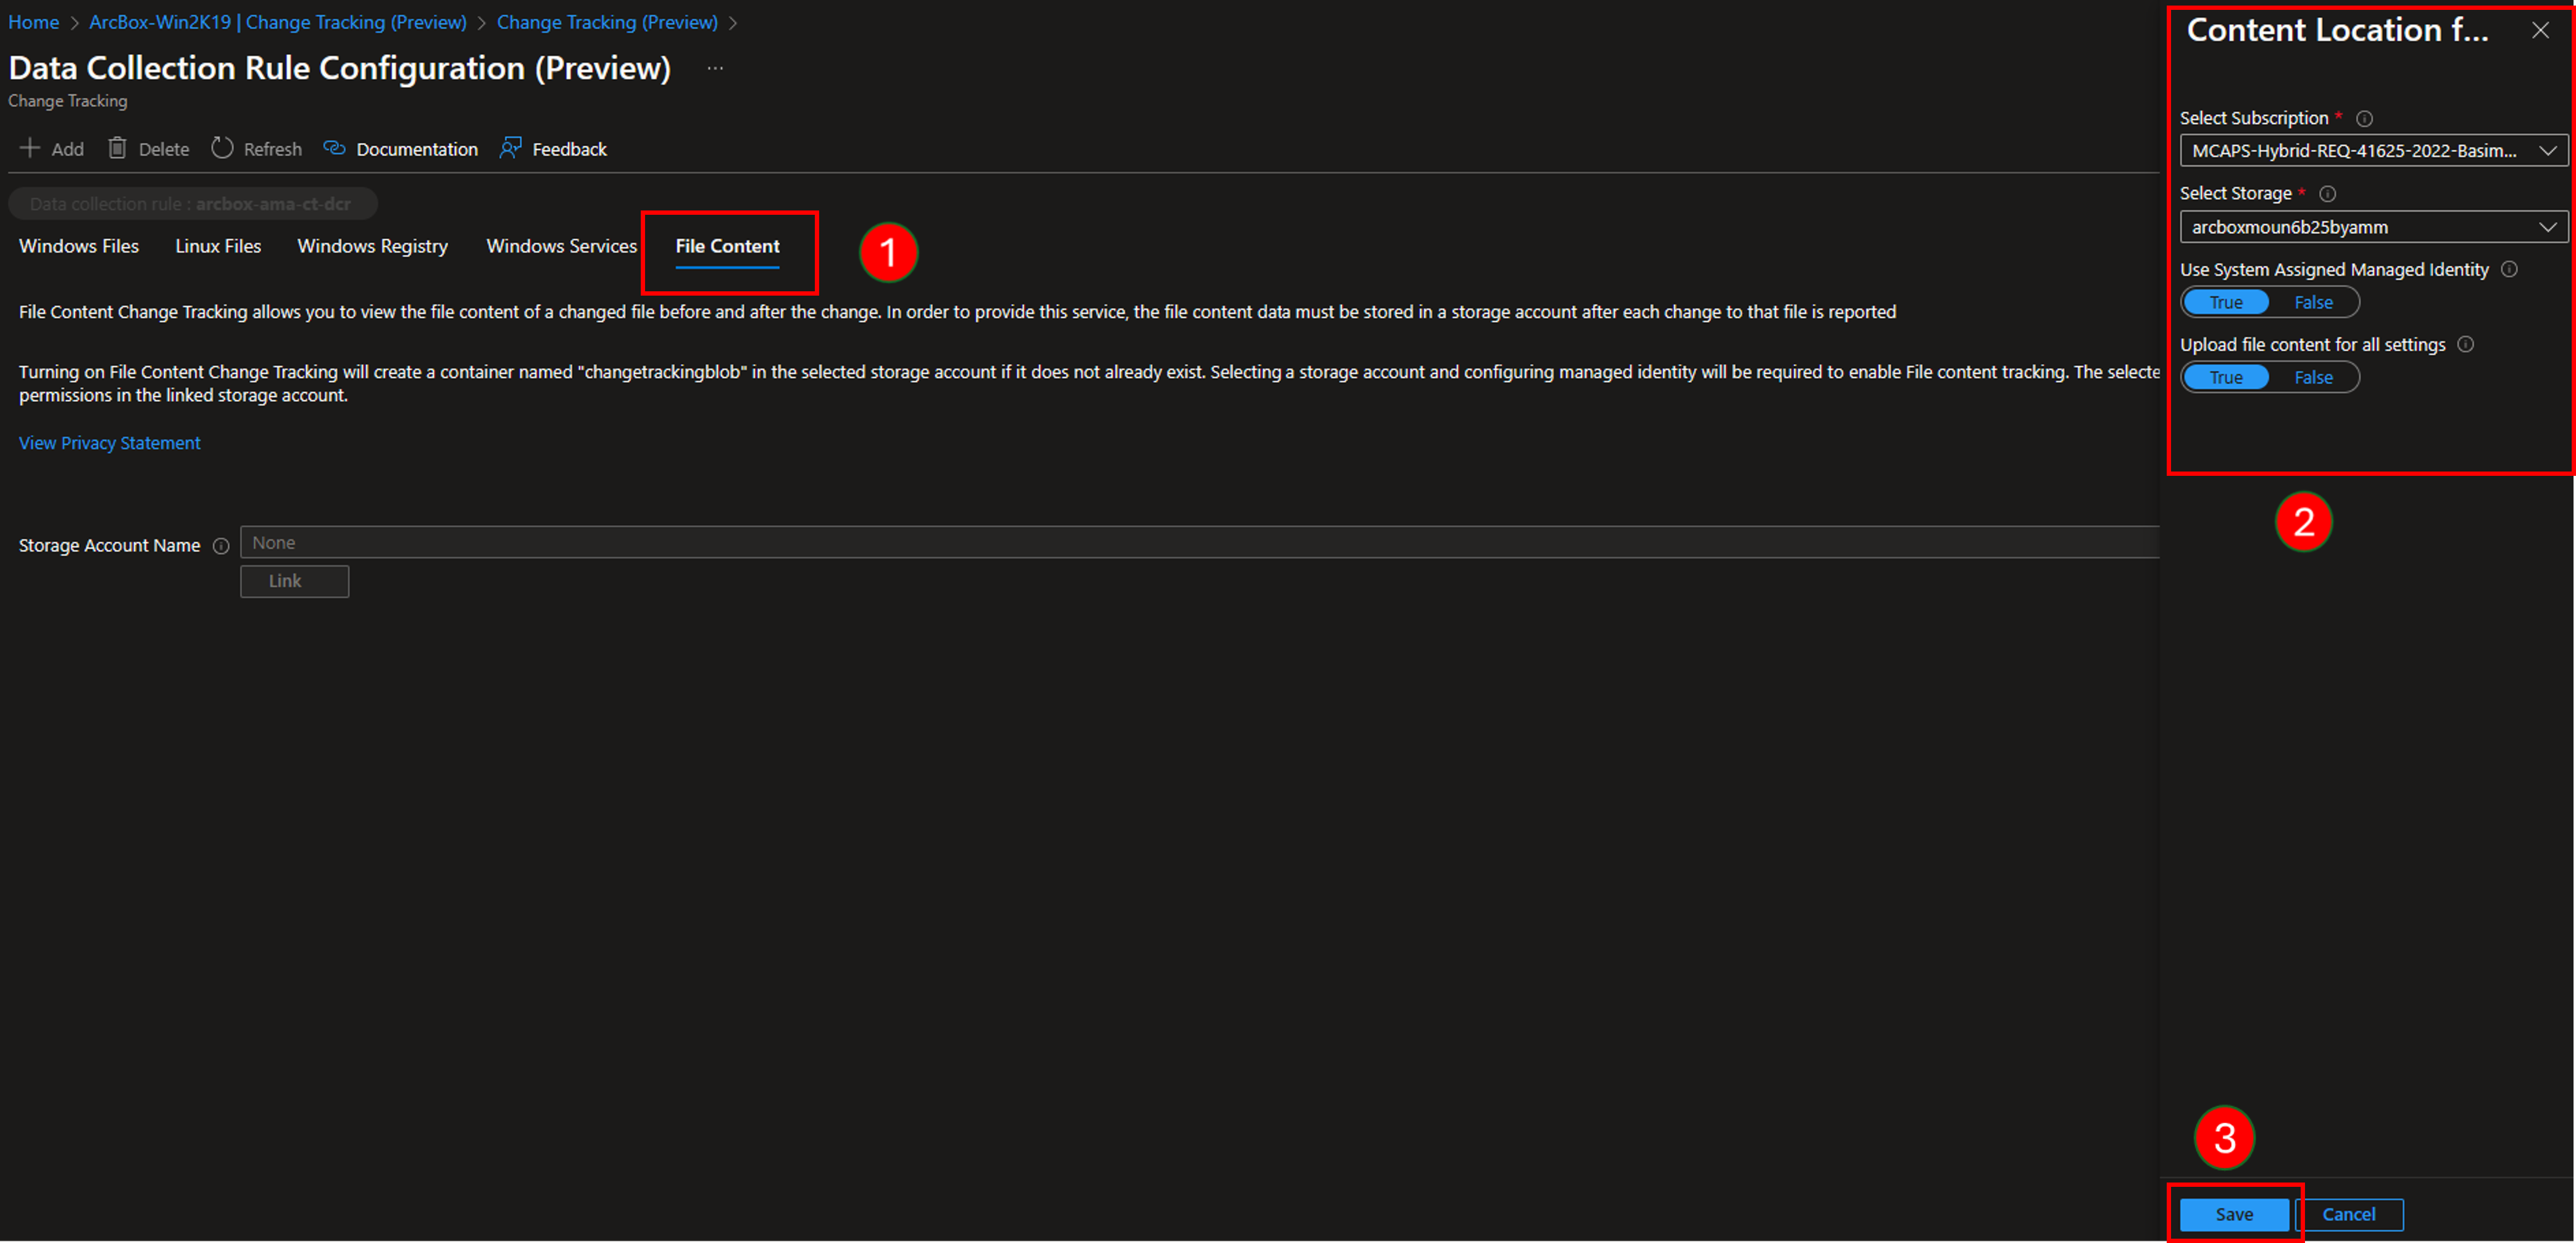 Home > ArcBox-Win2K19 | Change Tracking (Preview) > Change Tracking (Preview) >
Data Collection Rule Configuration (Preview) ...
Change Tracking
Add Delete Refresh Documentation Feedback
Data collection rule : arcbox-ama-ct-dcr
Windows Files Linux Files Windows Registry Windows Services File Content
1
File Content Change Tracking allows you to view the file content of a changed file before and after the change. In order to provide this service, the file content data must be stored in a storage account after each change to that file is reported
Turning on File Content Change Tracking will create a container named "changetrackingblob" in the selected storage account if it does not already exist. Selecting a storage account and configuring managed identity will be required to enable File content tracking. The selecte
permissions in the linked storage account.
View Privacy Statement
Storage Account Name None
Link
Content Location f...
Select Subscription *
MCAPS-Hybrid-REQ-41625-2022-Basim...
Select Storage *
arcboxmoun6b25byamm
Use System Assigned Managed Identity
True False
Upload file content for all settings
True False
2
3
Save Cancel